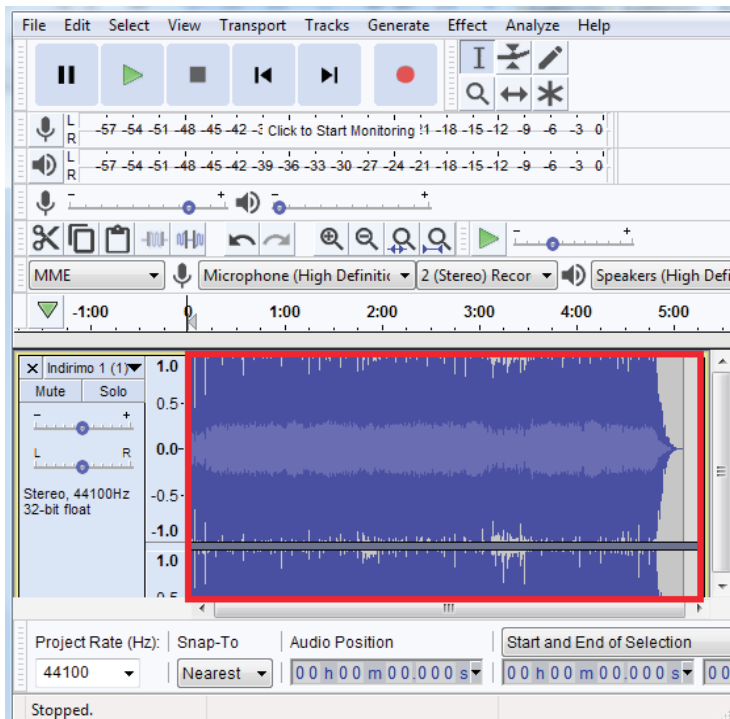 File Edit Select View Transport Tracks Generate Effect Analyze Help
L
R
-57 -54 -51 -48 -45 -42 -3 Click to Start Monitoring !1 -18 -15 -12 -9 -6 -3 0
L
R
-57 -54 -51 -48 -45 -42 -39 -36 -33 -30 -27 -24 -21 -18 -15 -12 -9 -6 -3 0
- + - +
- +
MME Microphone (High Definitic 2 (Stereo) Recor Speakers (High Defi
-1:00 0 1:00 2:00 3:00 4:00 5:00
X Indirimo 1 (1) 1.0
Mute Solo
0.5
- +
0.0
L R
Stereo, 44100Hz -0.5
32-bit float
-1.0
1.0
Project Rate (Hz): Snap-To Audio Position Start and End of Selection
44100 Nearest 00 h 00 m 00.000 s 00 h 00 m 00.000 s 00
Stopped.